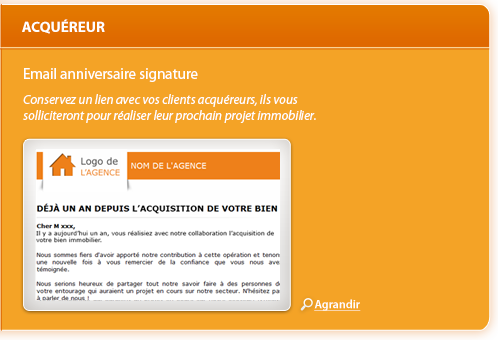 ACQUÉREUR
Email anniversaire signature
Conservez un lien avec vos clients acquéreurs, ils vous
solliciteront pour réaliser leur prochain projet immobilier.
Logo de
L'AGENCE
NOM DE L'AGENCE
DÉJÀ UN AN DEPUIS L'ACQUISITION DE VOTRE BIEN
Cher M xxx,
Il y a aujourd'hui un an, vous réalisiez avec notre collaboration l'acquisition de
votre bien immobilier.
Nous sommes fiers d'avoir apporté notre contribution à cette opération et tenon
une nouvelle fois à vous remercier de la confiance que vous nous ave
témoignée.
Nous serions heureux de partager tout notre savoir faire à des personnes d
votre entourage qui auraient un projet en cours sur notre secteur. N'hésitez pa
à parler de nous !
Agrandir